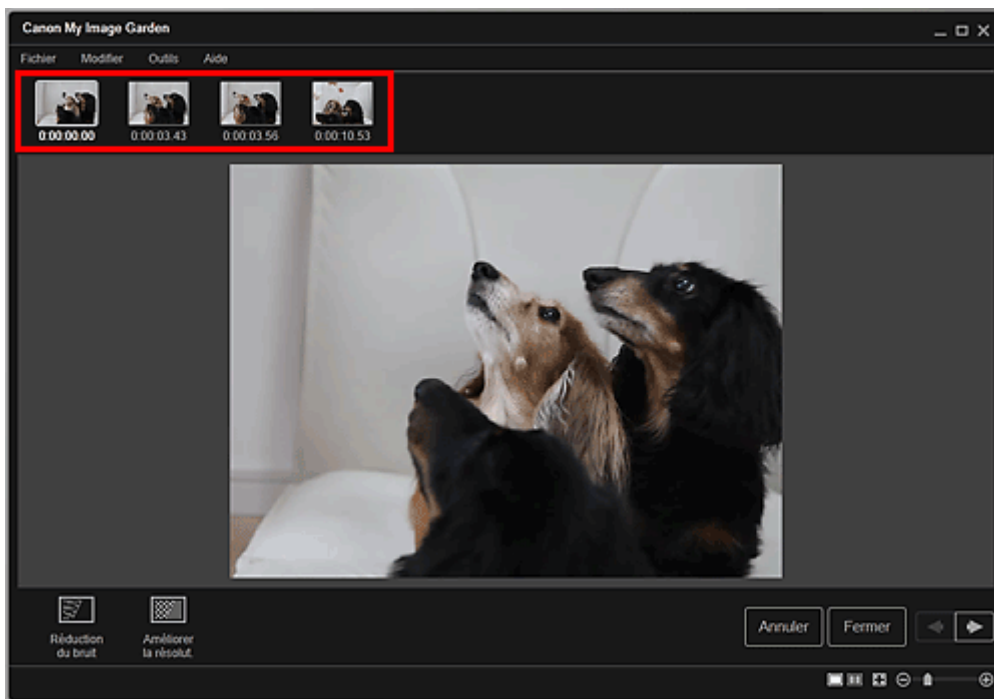 Canon My Image Garden
Fichier Modifier Outils Aide
0:00:00.00 0:00:03.43 0:00:03.56 0:00:10.53
Annuler Fermer
Réduction
du bruit
Améliorer
la résolut.